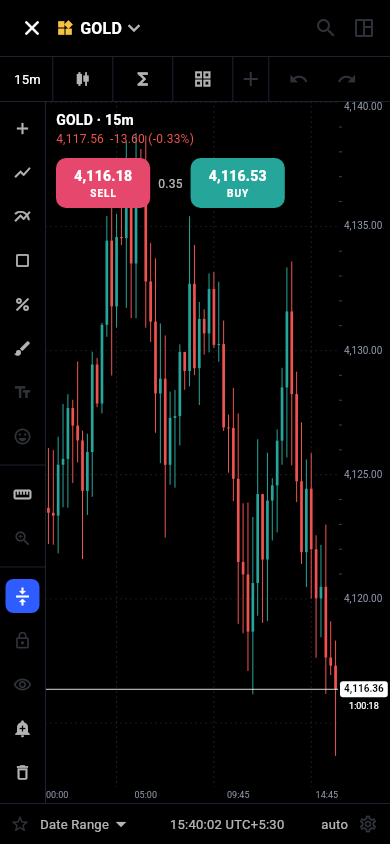 GOLD
15m
Σ
4,140.00
GOLD · 15m
4,117.56 -13.60 (-0.33%)
4,116.18
SELL
0.35
4,116.53
BUY
4,135.00
4,130.00
4,125.00
4,120.00
4,116.36
1:00:18
00:00 05:00 09:45 14:45
Date Range 15:40:02 UTC+5:30 auto